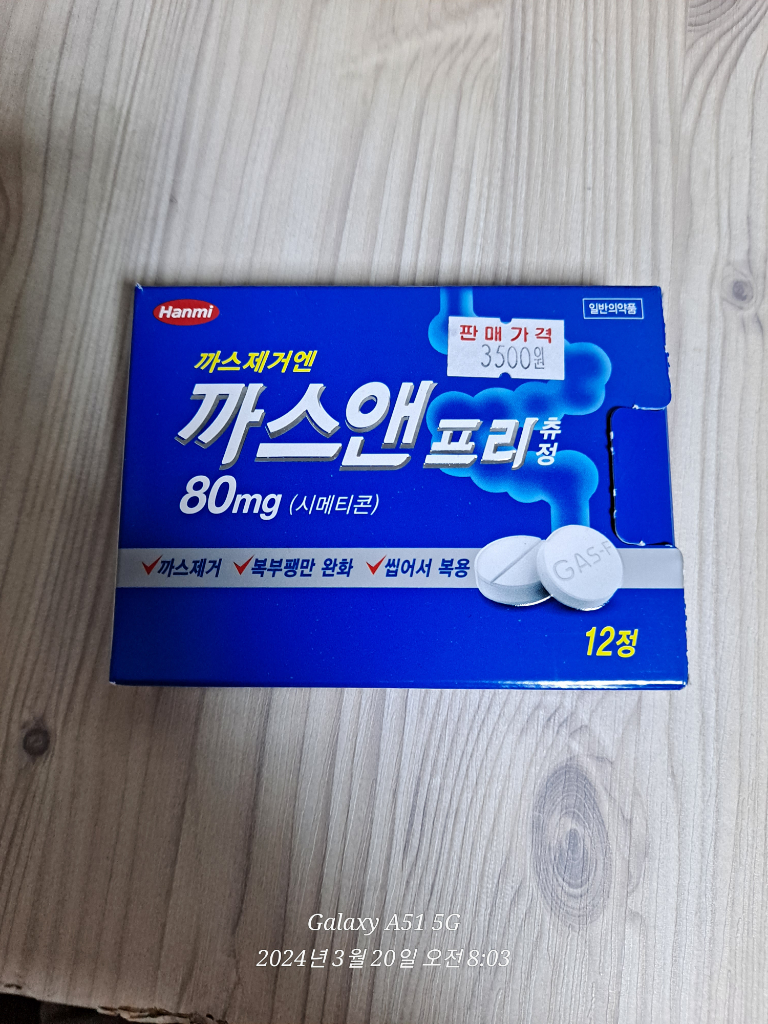 Hanmi
일반의약품
판매가격
3500원
까스제거엔
까스앤프리츄정
80mg (시메티콘)
까스제거 복부팽만 완화 씹어서 복용
GAS-F
12정
Galaxy A51 5G
2024년 3월 20일 오전 8:03